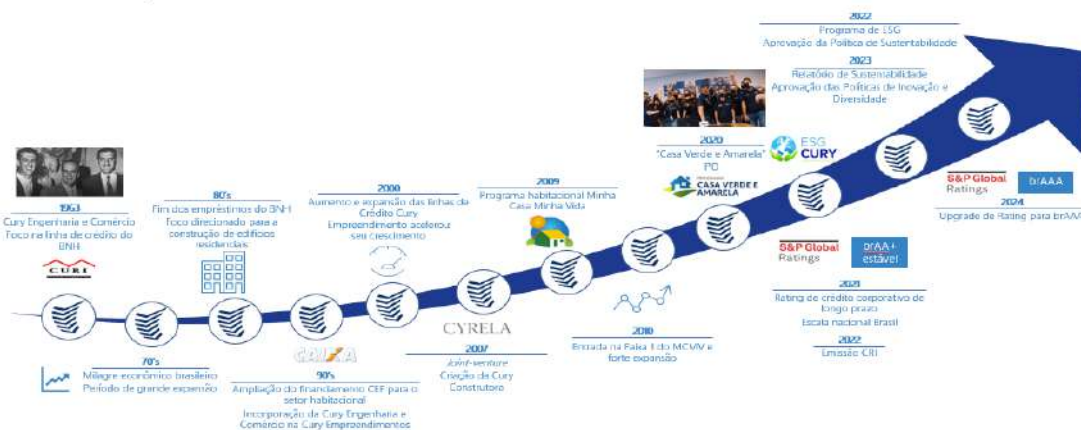 1963
Cury Engenharia e Comércio
Foco na linha de crédito do
BNH
CURY
70's
Milagre econômico brasileiro
Período de grande expansão
80's
Fim dos empréstimos do BNH
Foco direcionado para a
construção de edifícios
residenciais
CAIXA
90's
Ampliação do financiamento CEF para o
setor habitacional
Incorporação da Cury Engenharia e
Comércio na Cury Empreendimentos
2000
Aumento e expansão das linhas de
Crédito Cury
Empreendimento acelerou
seu crescimento
CYRELA
2007
Joint-venture
Criação da Cury
Construtora
2009
Programa habitacional Minha
Casa Minha Vida
2010
Entrada na Faixa II do MCMV e
forte expansão
2020
"Casa Verde e Amarela"
IPO
CASA VERDE E
AMARELA
ESG
CURY
S&P Global
Ratings
brAA+
estável
2021
Rating de crédito corporativo de
longo prazo
Escala nacional Brasil
2022
Emissão CRI
2022
Programa de ESG
Aprovação da Política de Sustentabilidade
2023
Relatório de Sustentabilidade
Aprovação das Políticas de Inovação e
Diversidade
S&P Global
Ratings
brAAA
2024
Upgrade de Rating para brAAA